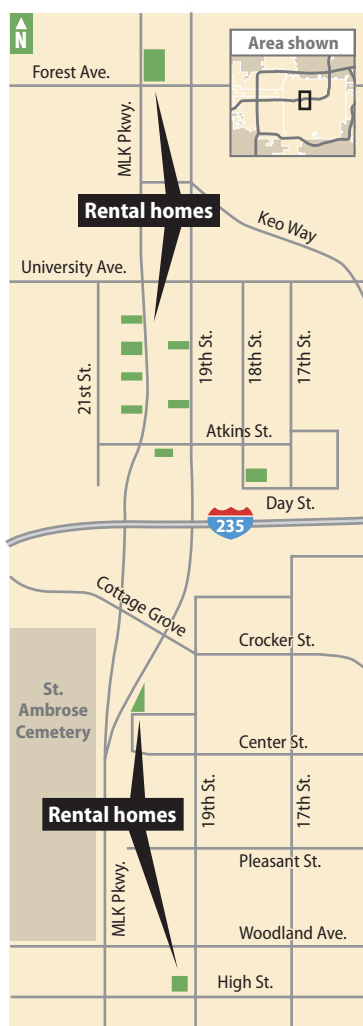 N
Area shown
Forest Ave.
MLK Pkwy.
Rental homes
Keo Way
University Ave.
21st St.
19th St.
18th St.
17th St.
Atkins St.
Day St.
235
Cottage Grove
Crocker St.
St.
Ambrose
Cemetery
Center St.
19th St.
17th St.
Rental homes
Pleasant St.
MLK Pkwy.
Woodland Ave.
High St.